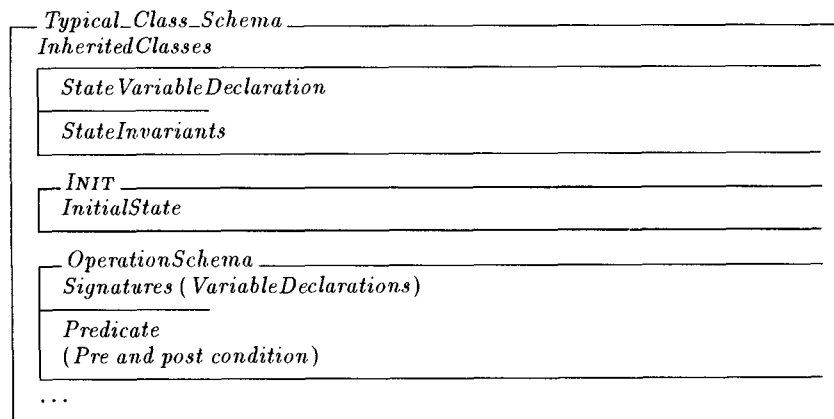 Typical_Class_Schema
InheritedClasses
StateVariableDeclaration
StateInvariants
INIT
InitialState
OperationSchema
Signatures ( VariableDeclarations)
Predicate
(Pre and post condition)
...